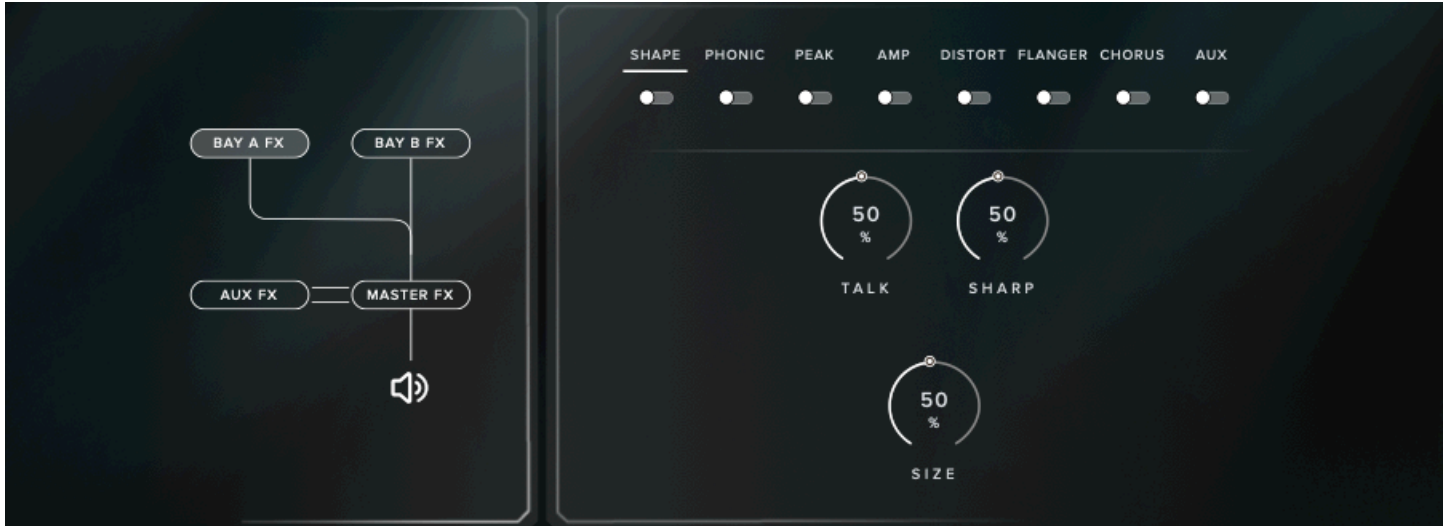 SHAPE PHONIC PEAK AMP DISTORT FLANGER CHORUS AUX
BAY A FX BAY B FX
AUX FX MASTER FX
50 50
% %
TALK SHARP
50
%
SIZE